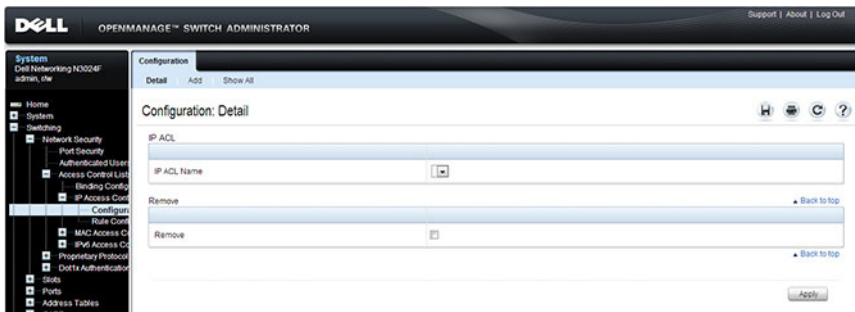 Support | About | Log Out
DELL
OPENMANAGE™ SWITCH ADMINISTRATOR
System
Dell Networking N3024F
admin, r/w
Home
System
Switching
Network Security
Port Security
Authenticated Users
Access Control List
Binding Config
IP Access Cont
Configura
Rule Conf
MAC Access C
IPv6 Access Co
Proprietary Protocol
Dot1x Authentication
Slots
Ports
Address Tables
Configuration
Detail Add Show All
Configuration: Detail
IP ACL
IP ACL Name
Remove
Back to top
Remove
Back to top
Apply